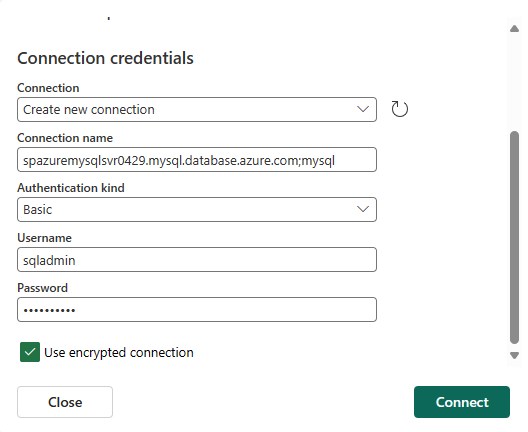 Connection credentials
Connection
Create new connection
Connection name
spazuremysqlsvr0429.mysql.database.azure.com;mysql
Authentication kind
Basic
Username
sqladmin
Password
••••••••••
Use encrypted connection
Close
Connect